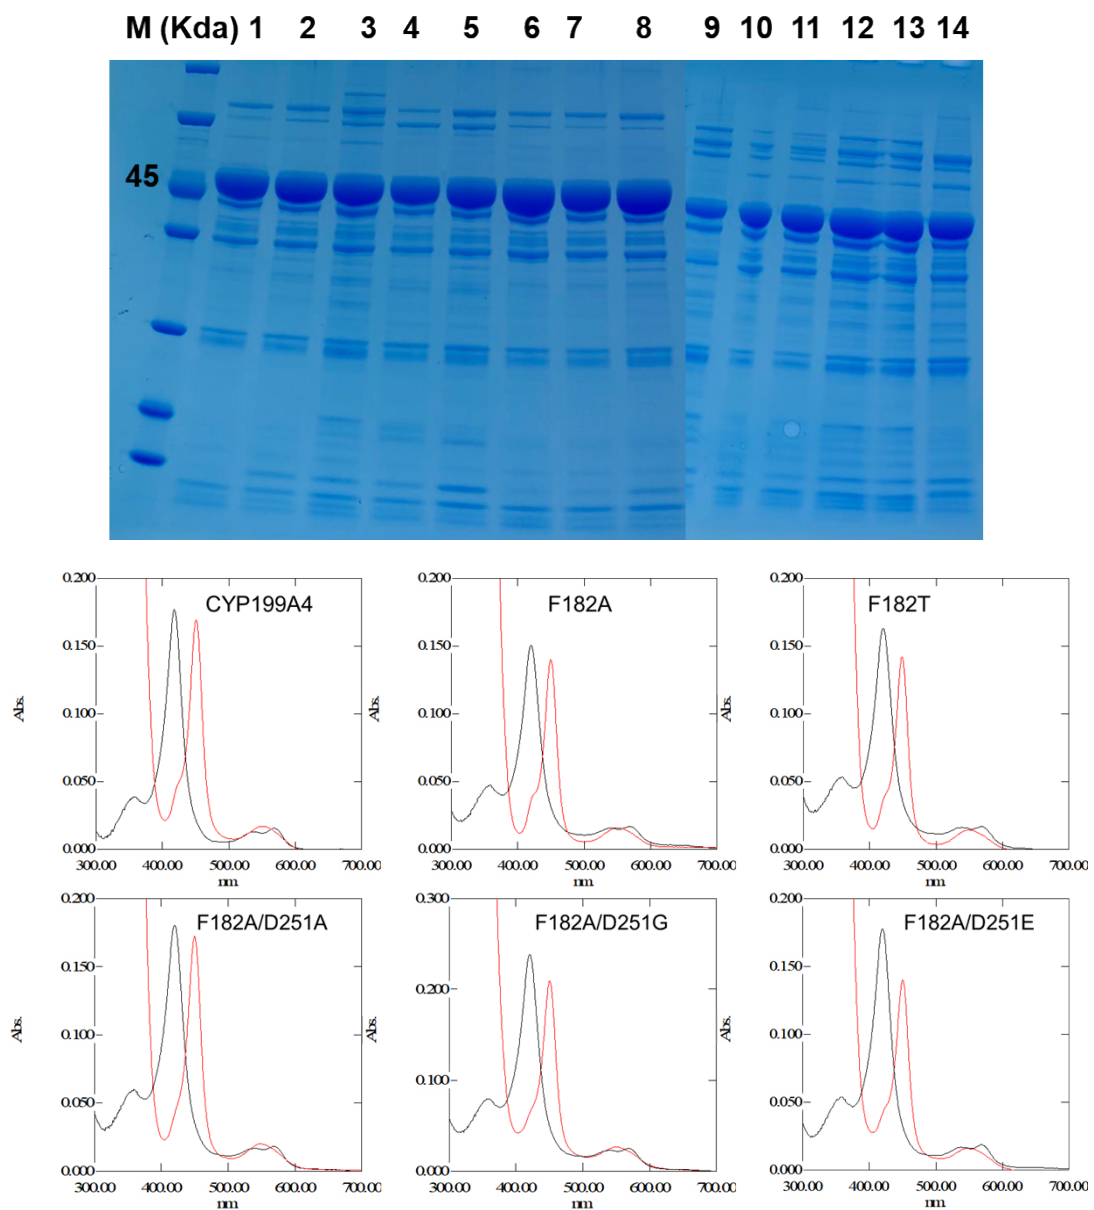 M (Kda) 1 2 3 4 5 6 7 8 9 10 11 12 13 14
45
0.200 CYP199A4
0.150
0.100
0.050
0.000
Abs.
300.00 400.00 500.00 600.00 700.00
nm
0.200 F182A
0.150
0.100
0.050
0.000
Abs.
300.00 400.00 500.00 600.00 700.00
nm
0.200 F182T
0.150
0.100
0.050
0.000
Abs.
300.00 400.00 500.00 600.00 700.00
nm
0.200 F182A/D251A
0.150
0.100
0.050
0.000
Abs.
300.00 400.00 500.00 600.00 700.00
nm
0.300 F182A/D251G
0.200
0.100
0.000
Abs.
300.00 400.00 500.00 600.00 700.00
nm
0.200 F182A/D251E
0.150
0.100
0.050
0.000
Abs.
300.00 400.00 500.00 600.00 700.00
nm